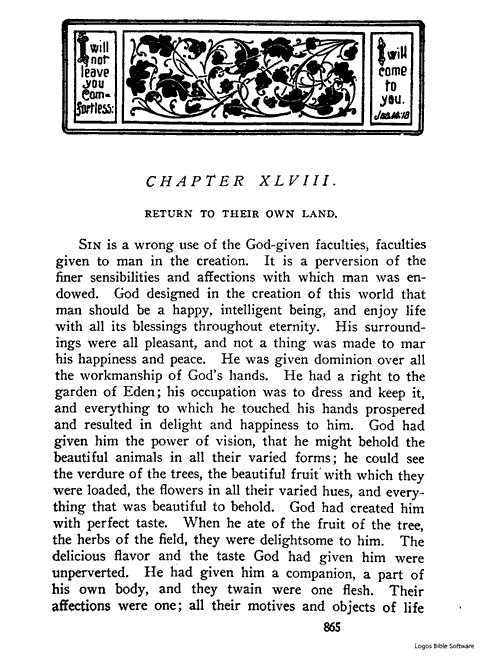 I will
not
leave
you
Com-
fortless:
I will
come
to
you.
Jno. 14:18
CHAPTER XLVIII.
RETURN TO THEIR OWN LAND.
SIN is a wrong use of the God-given faculties, faculties
given to man in the creation. It is a perversion of the
finer sensibilities and affections with which man was en-
dowed. God designed in the creation of this world that
man should be a happy, intelligent being, and enjoy life
with all its blessings throughout eternity. His surround-
ings were all pleasant, and not a thing was made to mar
his happiness and peace. He was given dominion over all
the workmanship of God's hands. He had a right to the
garden of Eden; his occupation was to dress and keep it,
and everything to which he touched his hands prospered
and resulted in delight and happiness to him. God had
given him the power of vision, that he might behold the
beautiful animals in all their varied forms; he could see
the verdure of the trees, the beautiful fruit with which they
were loaded, the flowers in all their varied hues, and every-
thing that was beautiful to behold. God had created him
with perfect taste. When he ate of the fruit of the tree,
the herbs of the field, they were delightsome to him. The
delicious flavor and the taste God had given him were
unperverted. He had given him a companion, a part of
his own body, and they twain were one flesh. Their
affections were one; all their motives and objects of life
865
Logos Bible Software